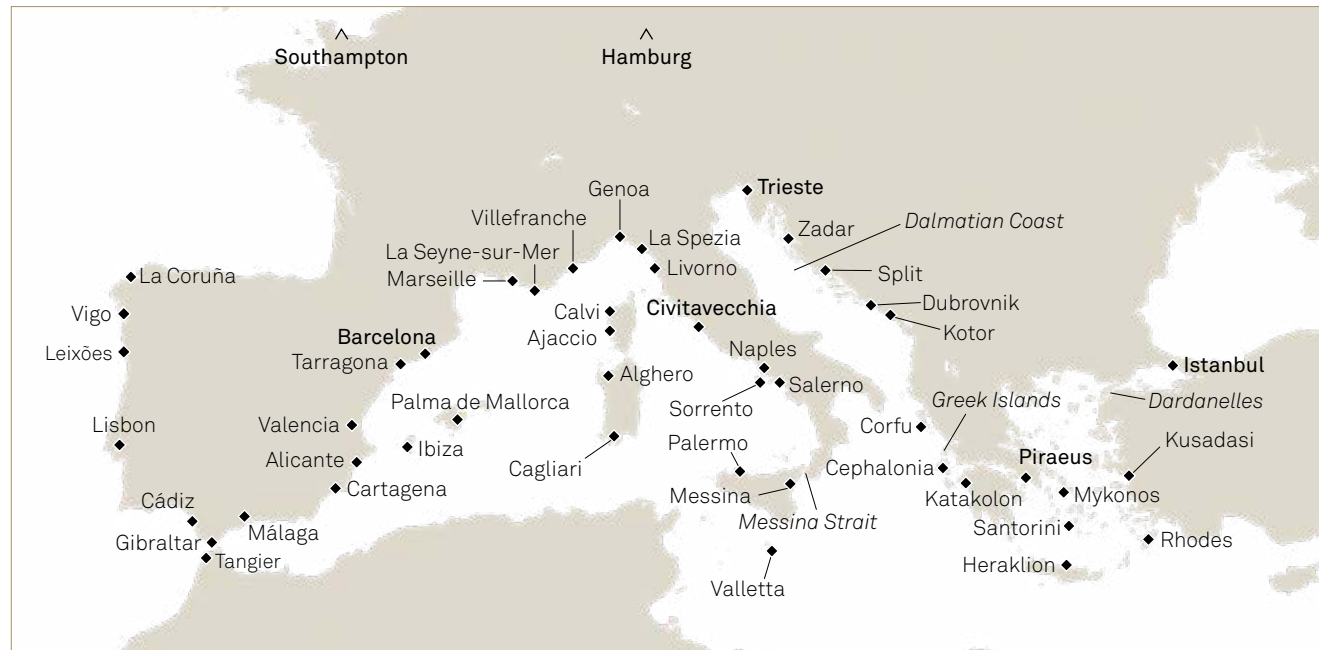 Southampton
Hamburg
Genoa
Trieste
Villefranche
Zadar
Dalmatian Coast
La Seyne-sur-Mer
La Spezia
Marseille
Livorno
Split
La Coruña
Vigo
Calvi
Civitavecchia
Dubrovnik
Ajaccio
Kotor
Leixões
Barcelona
Tarragona
Naples
Istanbul
Alghero
Salerno
Sorrento
Palma de Mallorca
Greek Islands
Dardanelles
Lisbon
Valencia
Corfu
Ibiza
Palermo
Kusadasi
Alicante
Cagliari
Cephalonia
Piraeus
Cartagena
Messina
Katakolon
Mykonos
Cádiz
Málaga
Messina Strait
Santorini
Gibraltar
Rhodes
Tangier
Heraklion
Valletta